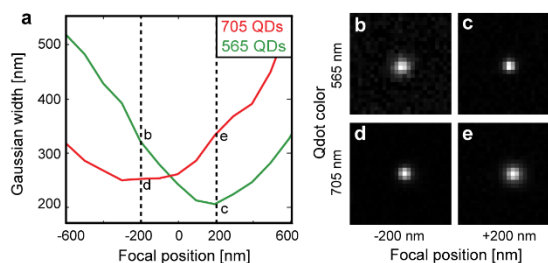 a
705 QDs
565 QDs
Gaussian width [nm]
500
400
300
200
b
e
d
c
-600
-400
-200
0
200
400
600
Focal position [nm]
Qdot color
565 nm
705 nm
b
c
d
e
-200 nm
+200 nm
Focal position [nm]